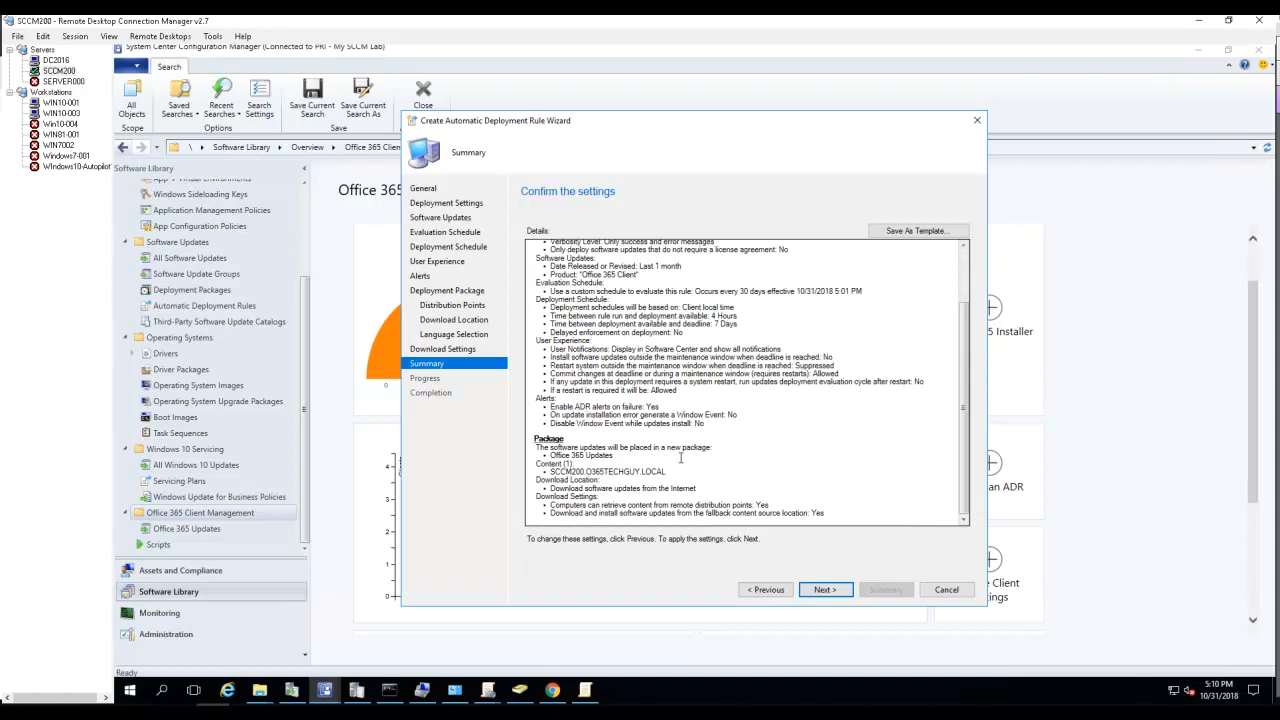 SCCM200 - Remote Desktop Connection Manager v2.7
File Edit Session View Remote Desktops Tools Help
Servers
DC2016
SCCM200
SERVER000
Workstations
WIN10-001
WIN10-003
Win10-004
WIN81-001
WIN7002
Windows7-001
Windows10-Autopilot
System Center Configuration Manager (Connected to PRI - My SCCM Lab)
Search
All Objects
Saved Searches
Recent Searches
Search Settings
Save Current Search
Save Current Search As
Close
Scope
Options
Save
\ Software Library Overview Office 365 Clien
Software Library
Windows Sideloading Keys
Application Management Policies
App Configuration Policies
Software Updates
All Software Updates
Software Update Groups
Deployment Packages
Automatic Deployment Rules
Third-Party Software Update Catalogs
Operating Systems
Drivers
Driver Packages
Operating System Images
Operating System Upgrade Packages
Boot Images
Task Sequences
Windows 10 Servicing
All Windows 10 Updates
Servicing Plans
Windows Update for Business Policies
Office 365 Client Management
Office 365 Updates
Scripts
Assets and Compliance
Software Library
Monitoring
Administration
Ready
Office 365
0
4
3
2
1
0
5 Installer
an ADR
e Client
ngs
Create Automatic Deployment Rule Wizard
Summary
General
Deployment Settings
Software Updates
Evaluation Schedule
Deployment Schedule
User Experience
Alerts
Deployment Package
Distribution Points
Download Location
Language Selection
Download Settings
Summary
Progress
Completion
Confirm the settings
Details:
Save As Template...
• Verbosity Level: Only success and error messages
• Only deploy software updates that do not require a license agreement: No
Software Updates:
• Date Released or Revised: Last 1 month
• Product: "Office 365 Client"
Evaluation Schedule:
• Use a custom schedule to evaluate this rule: Occurs every 30 days effective 10/31/2018 5:01 PM
Deployment Schedule:
• Deployment schedules will be based on: Client local time
• Time between rule run and deployment available: 4 Hours
• Time between deployment available and deadline: 7 Days
• Delayed enforcement on deployment: No
User Experience:
• User Notifications: Display in Software Center and show all notifications
• Install software updates outside the maintenance window when deadline is reached: No
• Restart system outside the maintenance window when deadline is reached: Suppressed
• Commit changes at deadline or during a maintenance window (requires restarts): Allowed
• If any update in this deployment requires a system restart, run updates deployment evaluation cycle after restart: No
• If a restart is required it will be: Allowed
Alerts:
• Enable ADR alerts on failure: Yes
• On update installation error generate a Window Event: No
• Disable Window Event while updates install: No
Package
The software updates will be placed in a new package:
• Office 365 Updates
Content (1):
• SCCM200.O365TECHGUY.LOCAL
Download Location:
• Download software updates from the Internet
Download Settings:
• Computers can retrieve content from remote distribution points: Yes
• Download and install software updates from the fallback content source location: Yes
To change these settings, click Previous. To apply the settings, click Next.
< Previous
Next >
Summary
Cancel
5:10 PM
10/31/2018